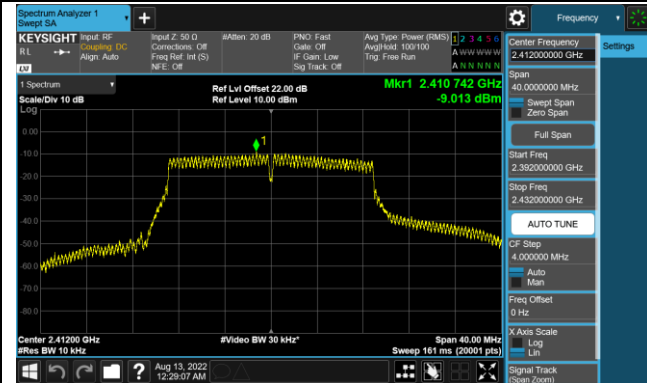 Spectrum Analyzer 1
Swept SA
+
Frequency
KEYSIGHT
RL
Input: RF
Coupling: DC
Align: Auto
Input Z: 50 Ω
Corrections: Off
Freq Ref: Int (S)
NFE: Off
#Atten: 20 dB
PNO: Fast
Gate: Off
IF Gain: Low
Sig Track: Off
Avg Type: Power (RMS)
Avg|Hold: 100/100
Trig: Free Run
1 2 3 4 5 6
A W W W W W
A N N N N N
1 Spectrum
Scale/Div 10 dB
Log
Ref Lvl Offset 22.00 dB
Ref Level 10.00 dBm
Mkr1 2.410 742 GHz
-9.013 dBm
1
0.00
-10.0
-20.0
-30.0
-40.0
-50.0
-60.0
-70.0
-80.0
Center 2.41200 GHz
#Res BW 10 kHz
#Video BW 30 kHz*
Span 40.00 MHz
Sweep 161 ms (20001 pts)
Center Frequency
2.412000000 GHz
Settings
Span
40.0000000 MHz
Swept Span
Zero Span
Full Span
Start Freq
2.392000000 GHz
Stop Freq
2.432000000 GHz
AUTO TUNE
CF Step
4.000000 MHz
Auto
Man
Freq Offset
0 Hz
X Axis Scale
Log
Lin
Signal Track
(Span Zoom)
?
Aug 13, 2022
12:29:07 AM